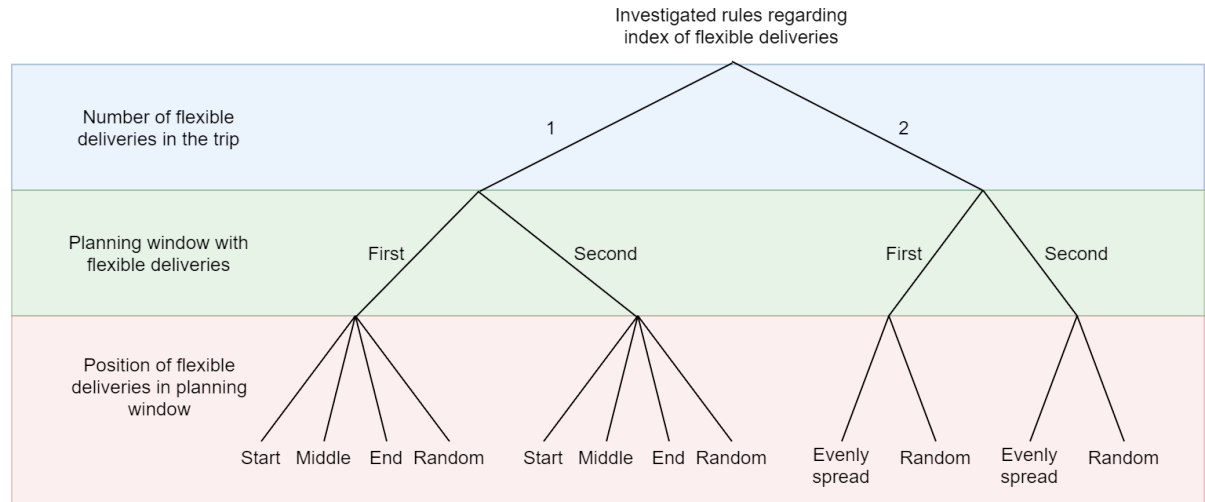 Investigated rules regarding
index of flexible deliveries
Number of flexible
deliveries in the trip
1
2
Planning window with
flexible deliveries
First
Second
First
Second
Position of flexible
deliveries in planning
window
Start
Middle
End
Random
Start
Middle
End
Random
Evenly
spread
Random
Evenly
spread
Random